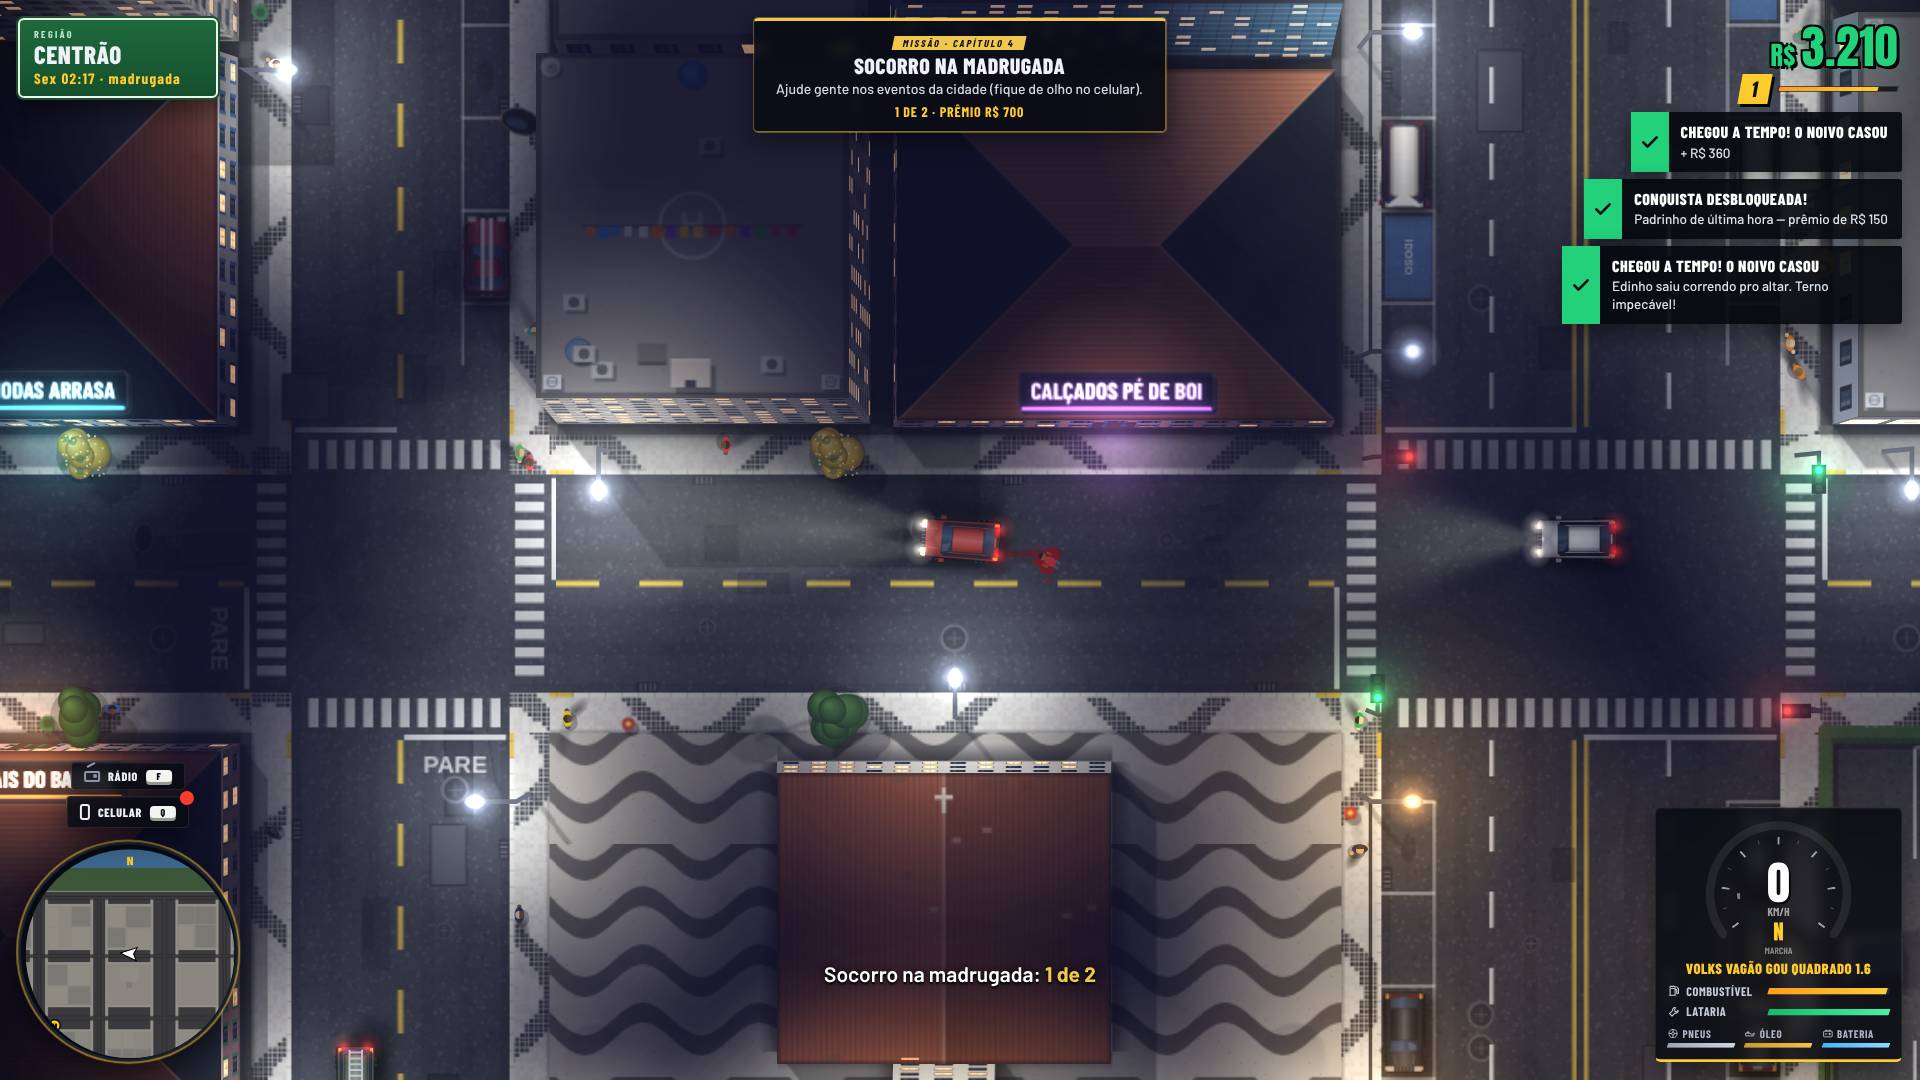 REGIÃO
CENTRÃO
Sex 02:17 · madrugada
MISSÃO · CAPÍTULO 4
SOCORRO NA MADRUGADA
Ajude gente nos eventos da cidade (fique de olho no celular).
1 DE 2 · PRÊMIO R$ 700
R$ 3.210
1
CHEGOU A TEMPO! O NOIVO CASOU
+ R$ 360
CONQUISTA DESBLOQUEADA!
Padrinho de última hora — prêmio de R$ 150
CHEGOU A TEMPO! O NOIVO CASOU
Edinho saiu correndo pro altar. Terno
impecável!
H
IDOSO
ODAS ARRASA
CALÇADOS PÉ DE BOI
PARE
PARE
AIS DO BA
RÁDIO F
CELULAR Q
N
Socorro na madrugada: 1 de 2
0
KM/H
N
MARCHA
VOLKS VAGÃO GOU QUADRADO 1.6
COMBUSTÍVEL
LATARIA
PNEUS ÓLEO BATERIA